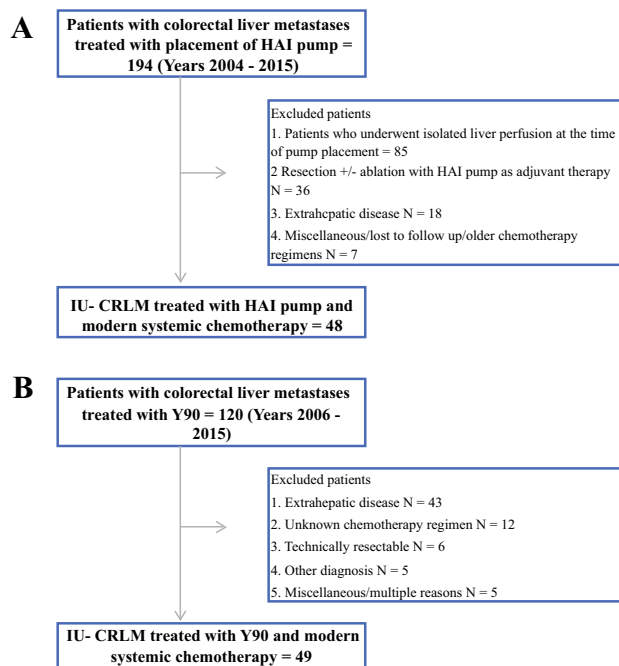 A
Patients with colorectal liver metastases
treated with placement of HAI pump =
194 (Years 2004 - 2015)
Excluded patients
1. Patients who underwent isolated liver perfusion at the time
of pump placement = 85
2 Resection +/- ablation with HAI pump as adjuvant therapy
N = 36
3. Extrahcpatic disease N = 18
4. Miscellaneous/lost to follow up/older chemotherapy
regimens N = 7
IU- CRLM treated with HAI pump and
modern systemic chemotherapy = 48
B
Patients with colorectal liver metastases
treated with Y90 = 120 (Years 2006 -
2015)
Excluded patients
1. Extrahepatic disease N = 43
2. Unknown chemotherapy regimen N = 12
3. Technically resectable N = 6
4. Other diagnosis N = 5
5. Miscellaneous/multiple reasons N = 5
IU- CRLM treated with Y90 and modern
systemic chemotherapy = 49